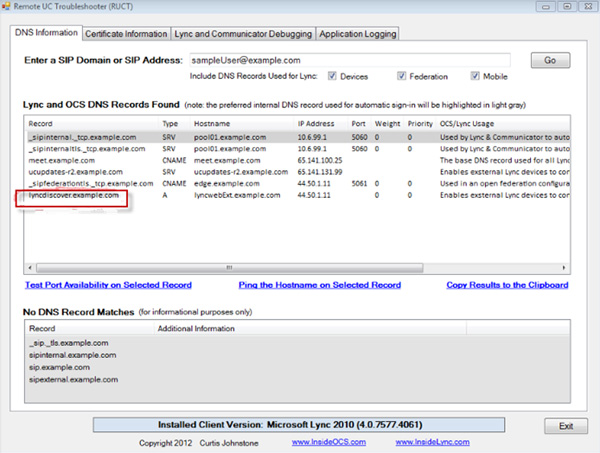 Remote UC Troubleshooter (RUCT)
DNS Information Certificate Information Lync and Communicator Debugging Application Logging
Enter a SIP Domain or SIP Address: sampleUser@example.com Go
Include DNS Records Used for Lync: Devices Federation Mobile
Lync and OCS DNS Records Found (note: the preferred internal DNS record used for automatic sign-in will be highlighted in light gray)
Record Type Hostname IP Address Port Weight Priority OCS/Lync Usage
_sipinternal._tcp.example.com SRV pool01.example.com 10.6.99.1 5060 0 0 Used by Lync & Communicator to auto
_sipinternaltls._tcp.example.com SRV pool01.example.com 10.6.99.1 5060 0 0 Used by Lync & Communicator to auto
meet.example.com CNAME meet.example.com 65.141.100.25 The base DNS record used for all Lync
ucupdates-r2.example.com SRV ucupdates-r2.example.com 65.141.131.99 Enables external Lync devices to con
_sipfederationtls._tcp.example.com CNAME edge.example.com 44.50.1.11 5061 0 0 Used in an open federation configura
lyncdiscover.example.com A lyncwebExt.example.com 44.50.1.11 Enables external Lync devices to con
Test Port Availability on Selected Record Ping the Hostname on Selected Record Copy Results to the Clipboard
No DNS Record Matches (for informational purposes only)
Record Additional Information
_sip._tls.example.com
sipinternal.example.com
sip.example.com
sipexternal.example.com
Installed Client Version: Microsoft Lync 2010 (4.0.7577.4061) Exit
Copyright 2012 Curtis Johnstone www.InsideOCS.com www.InsideLync.com